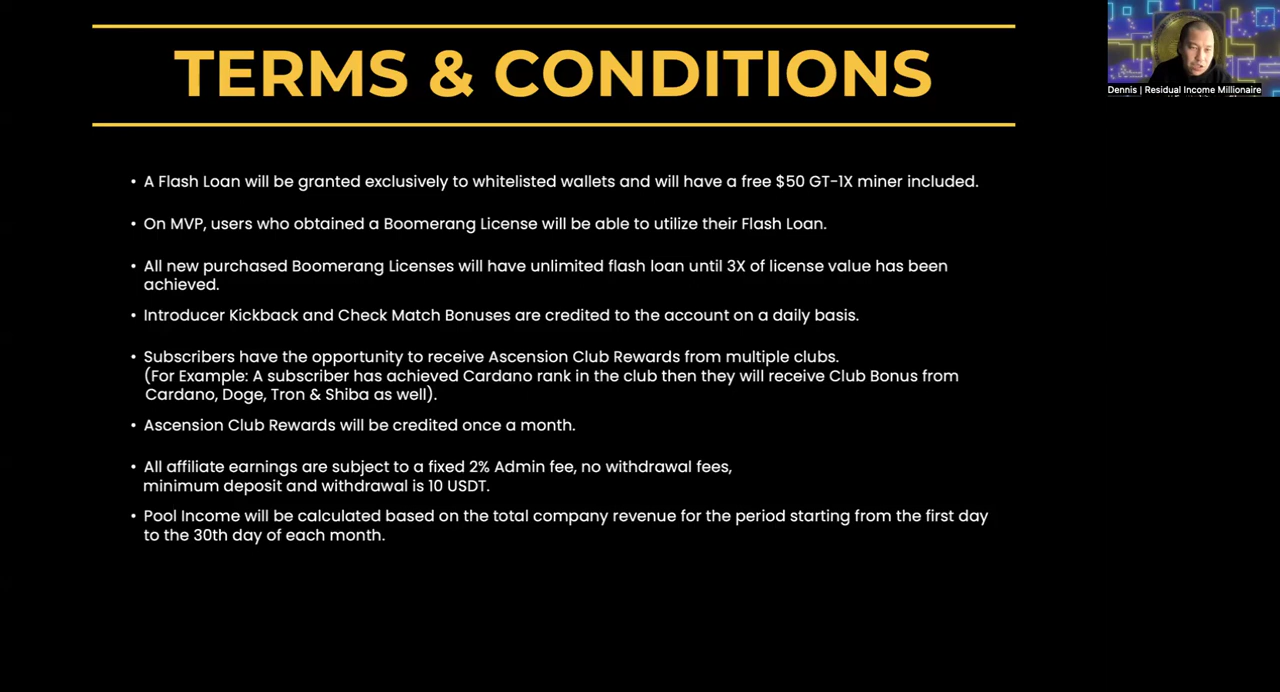 TERMS & CONDITIONS
Dennis | Residual Income Millionaire
• A Flash Loan will be granted exclusively to whitelisted wallets and will have a free $50 GT-1X miner included.
• On MVP, users who obtained a Boomerang License will be able to utilize their Flash Loan.
• All new purchased Boomerang Licenses will have unlimited flash loan until 3X of license value has been
achieved.
• Introducer Kickback and Check Match Bonuses are credited to the account on a daily basis.
• Subscribers have the opportunity to receive Ascension Club Rewards from multiple clubs.
(For Example: A subscriber has achieved Cardano rank in the club then they will receive Club Bonus from
Cardano, Doge, Tron & Shiba as well).
• Ascension Club Rewards will be credited once a month.
• All affiliate earnings are subject to a fixed 2% Admin fee, no withdrawal fees,
minimum deposit and withdrawal is 10 USDT.
• Pool Income will be calculated based on the total company revenue for the period starting from the first day
to the 30th day of each month.